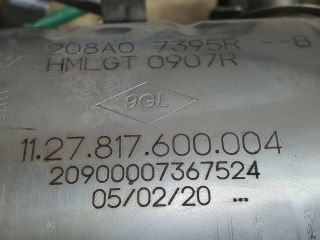 208A0 7395R --B
HMLGT 0907R
9GL
11.27.817.600.004
20900007367524
05/02/20 ...